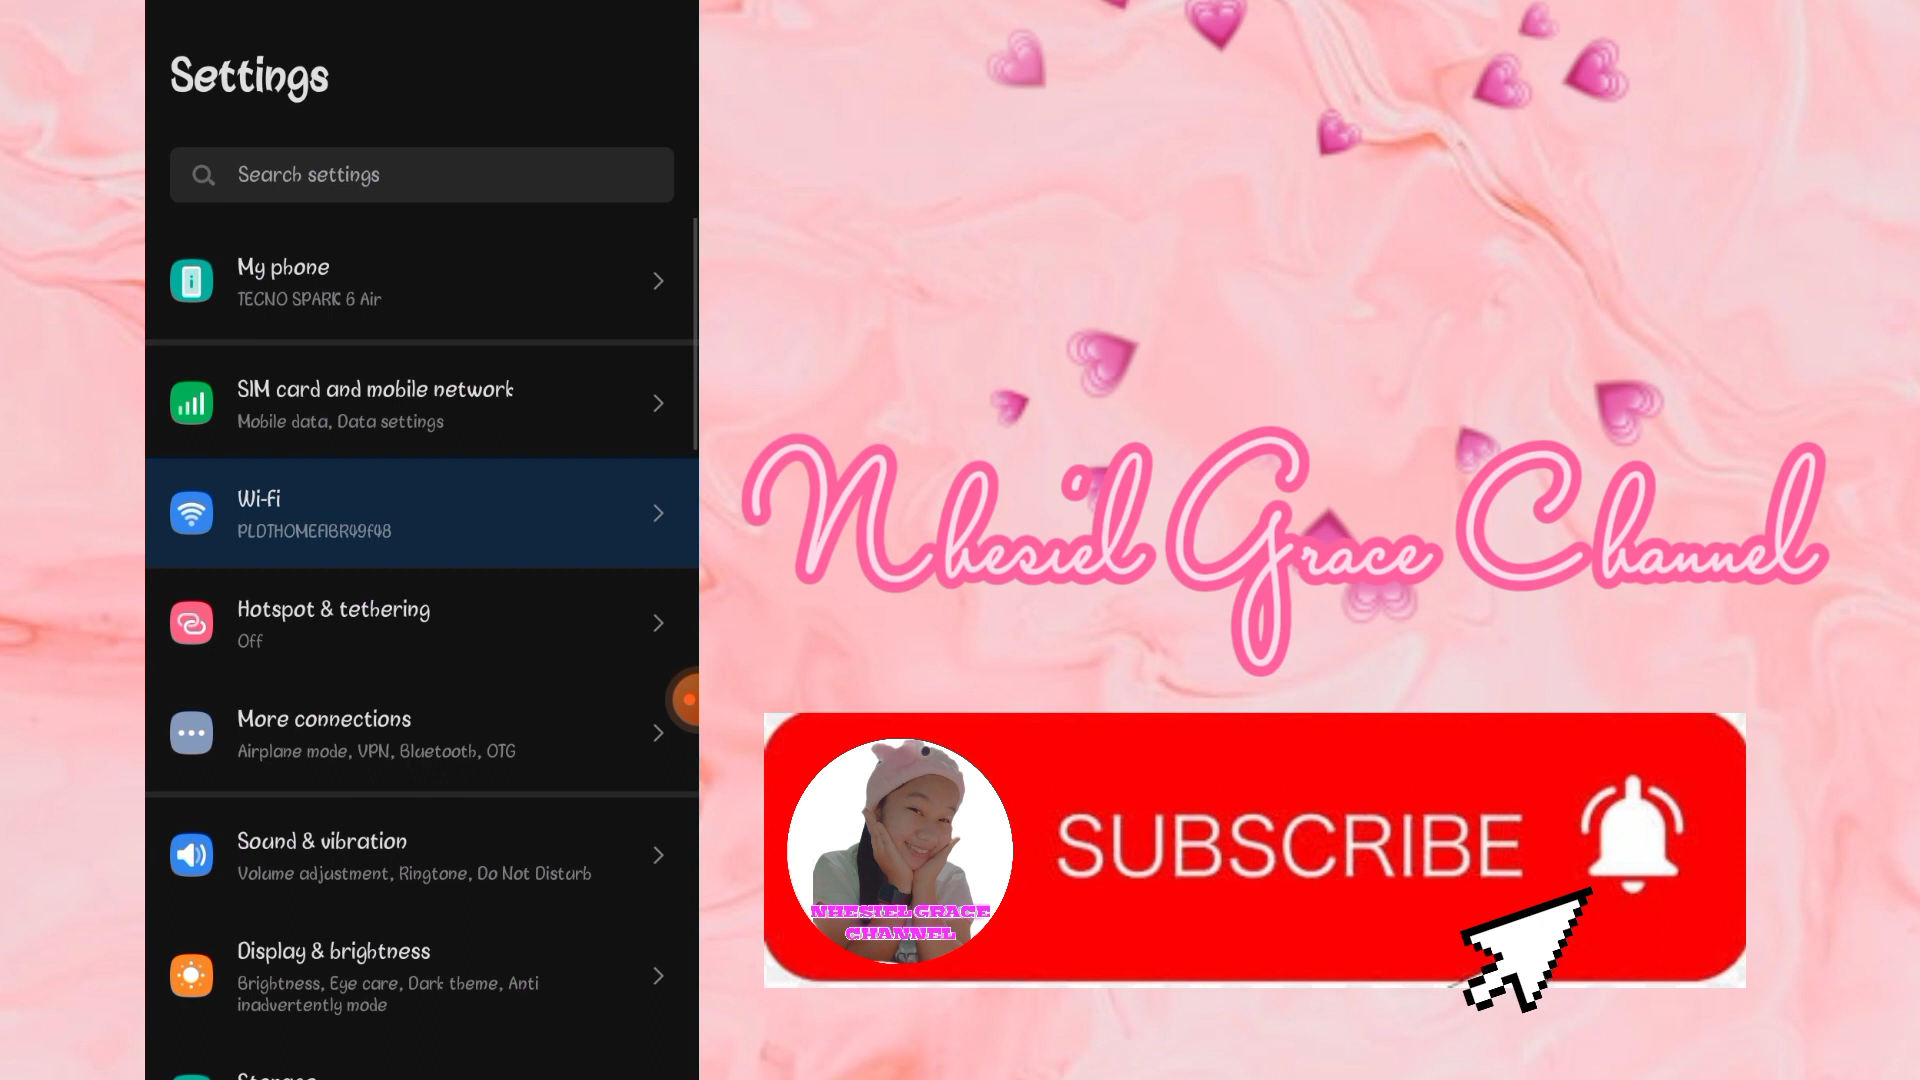 Settings
Search settings
My phone
TECNO SPARK 6 Air
SIM card and mobile network
Mobile data, Data settings
Wi-Fi
PLDTHOMEFIBR49f48
Hotspot & tethering
Off
More connections
Airplane mode, VPN, Bluetooth, OTG
Sound & vibration
Volume adjustment, Ringtone, Do Not Disturb
Display & brightness
Brightness, Eye care, Dark theme, Anti
inadvertently mode
Storage
Nhesiel Grace Channel
SUBSCRIBE
NHESIEL GRACE
CHANNEL